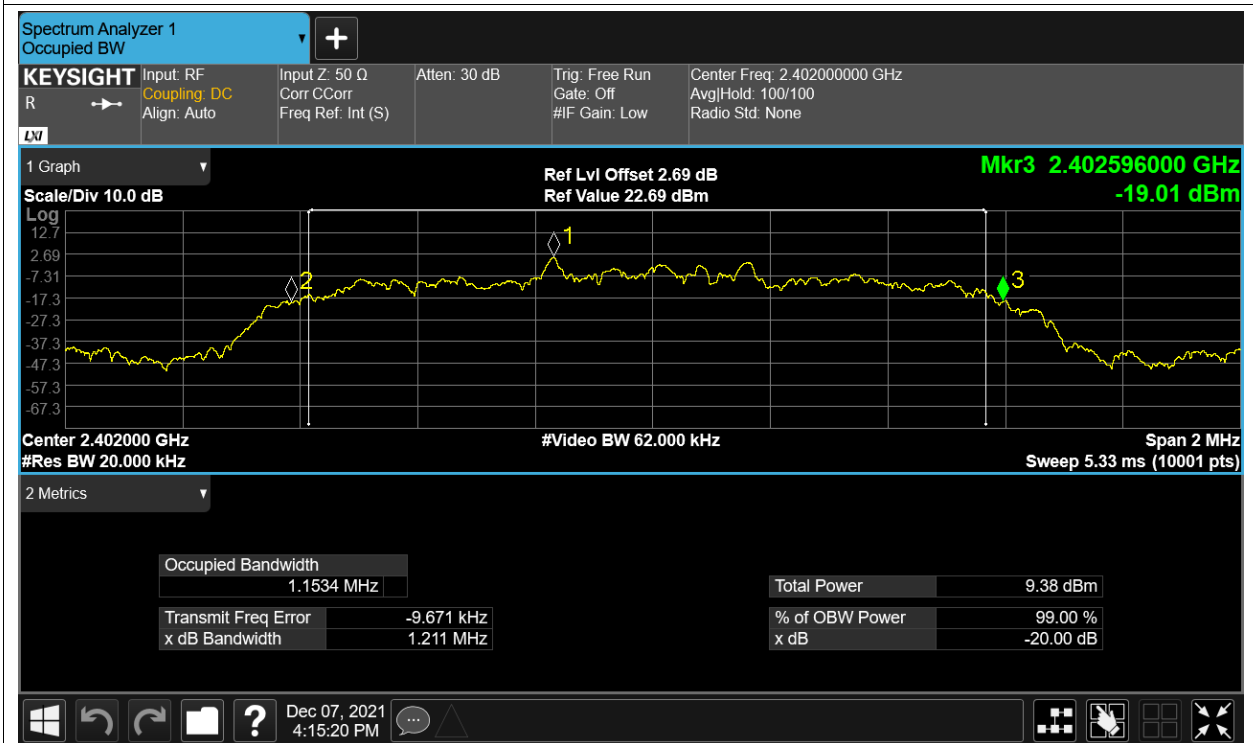 Spectrum Analyzer 1
Occupied BW
KEYSIGHT
R
LXI
Input: RF
Coupling: DC
Align: Auto
Input Z: 50 Ω
Corr CCorr
Freq Ref: Int (S)
Atten: 30 dB
Trig: Free Run
Gate: Off
#IF Gain: Low
Center Freq: 2.402000000 GHz
Avg|Hold: 100/100
Radio Std: None
1 Graph
Scale/Div 10.0 dB
Ref Lvl Offset 2.69 dB
Ref Value 22.69 dBm
Mkr3 2.402596000 GHz
-19.01 dBm
Log
12.7
2.69
-7.31
-17.3
-27.3
-37.3
-47.3
-57.3
-67.3
1
2
3
Center 2.402000 GHz
#Video BW 62.000 kHz
Span 2 MHz
#Res BW 20.000 kHz
Sweep 5.33 ms (10001 pts)
2 Metrics
Occupied Bandwidth
1.1534 MHz
Total Power 9.38 dBm
Transmit Freq Error -9.671 kHz
% of OBW Power 99.00 %
x dB Bandwidth 1.211 MHz
x dB -20.00 dB
?
Dec 07, 2021
4:15:20 PM